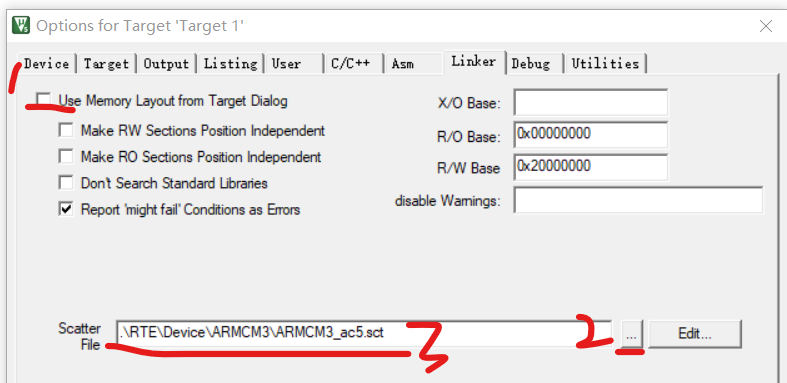 Options for Target 'Target 1'
Device Target Output Listing User C/C++ Asm Linker Debug Utilities
1
Use Memory Layout from Target Dialog
X/O Base:
Make RW Sections Position Independent
R/O Base: 0x00000000
Make RO Sections Position Independent
R/W Base 0x20000000
Don't Search Standard Libraries
disable Warnings:
Report 'might fail' Conditions as Errors
Scatter File .\RTE\Device\ARMCM3\ARMCM3_ac5.sct ... Edit...
3 2